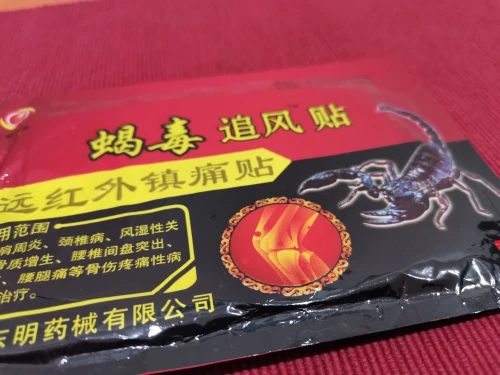 蝎毒 追风贴
远红外镇痛贴
用范围
肩周炎、颈椎病、风湿性关
骨质增生、腰椎间盘突出、
、腰腿痛等骨伤疼痛性病
治疗。
东明药械有限公司